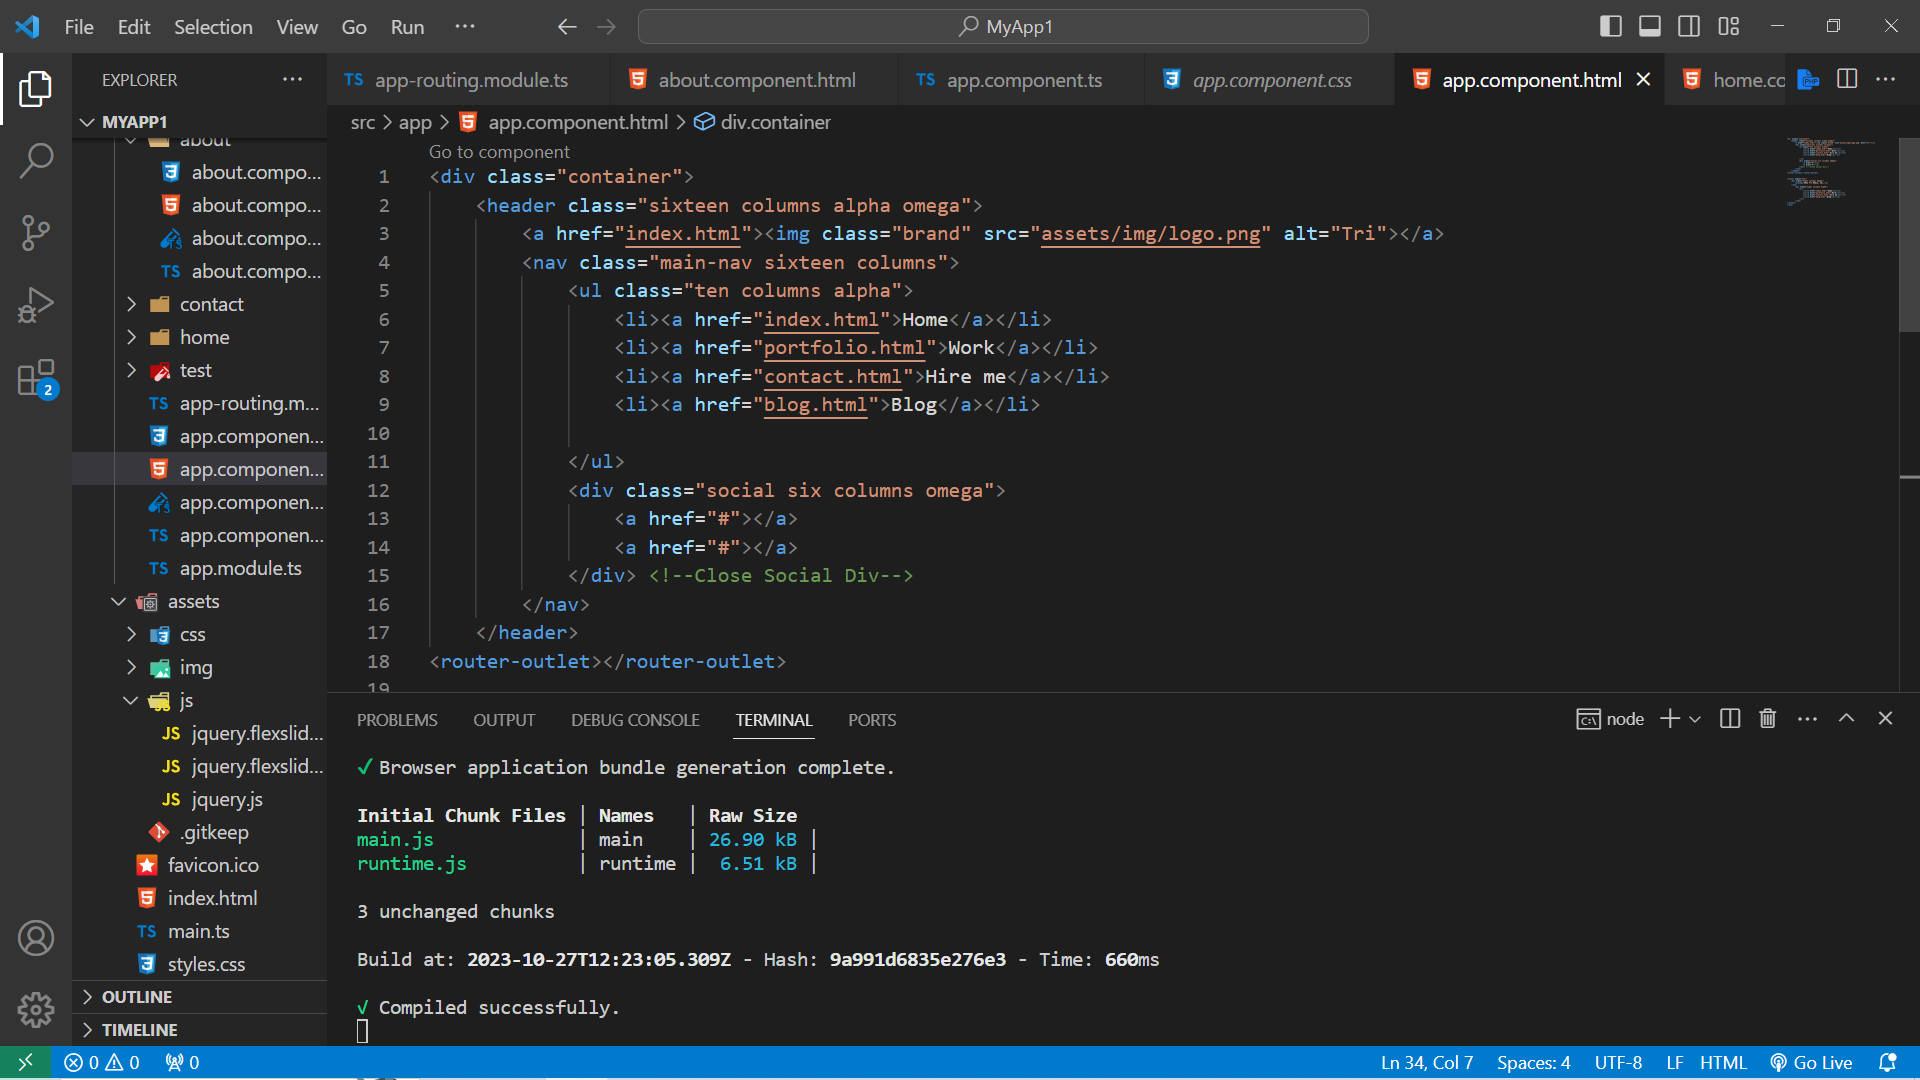 File Edit Selection View Go Run ··· MyApp1
EXPLORER ···
MYAPP1
about
about.compo...
about.compo...
about.compo...
TS about.compo...
contact
home
test
TS app-routing.m...
app.componen...
app.componen...
app.componen...
TS app.componen...
TS app.module.ts
assets
css
img
js
JS jquery.flexslid...
JS jquery.flexslid...
JS jquery.js
.gitkeep
favicon.ico
index.html
TS main.ts
styles.css
OUTLINE
TIMELINE
2
TS app-routing.module.ts about.component.html TS app.component.ts app.component.css app.component.html home.co
src > app > app.component.html > div.container
Go to component
1 <div class="container">
2 <header class="sixteen columns alpha omega">
3 <a href="index.html"><img class="brand" src="assets/img/logo.png" alt="Tri"></a>
4 <nav class="main-nav sixteen columns">
5 <ul class="ten columns alpha">
6 <li><a href="index.html">Home</a></li>
7 <li><a href="portfolio.html">Work</a></li>
8 <li><a href="contact.html">Hire me</a></li>
9 <li><a href="blog.html">Blog</a></li>
10
11 </ul>
12 <div class="social six columns omega">
13 <a href="#"></a>
14 <a href="#"></a>
15 </div> <!--Close Social Div-->
16 </nav>
17 </header>
18 <router-outlet></router-outlet>
19
PROBLEMS OUTPUT DEBUG CONSOLE TERMINAL PORTS node
✓ Browser application bundle generation complete.
Initial Chunk Files | Names | Raw Size
main.js | main | 26.90 kB |
runtime.js | runtime | 6.51 kB |
3 unchanged chunks
Build at: 2023-10-27T12:23:05.309Z - Hash: 9a991d6835e276e3 - Time: 660ms
√ Compiled successfully.
0 0 0 Ln 34, Col 7 Spaces: 4 UTF-8 LF HTML Go Live